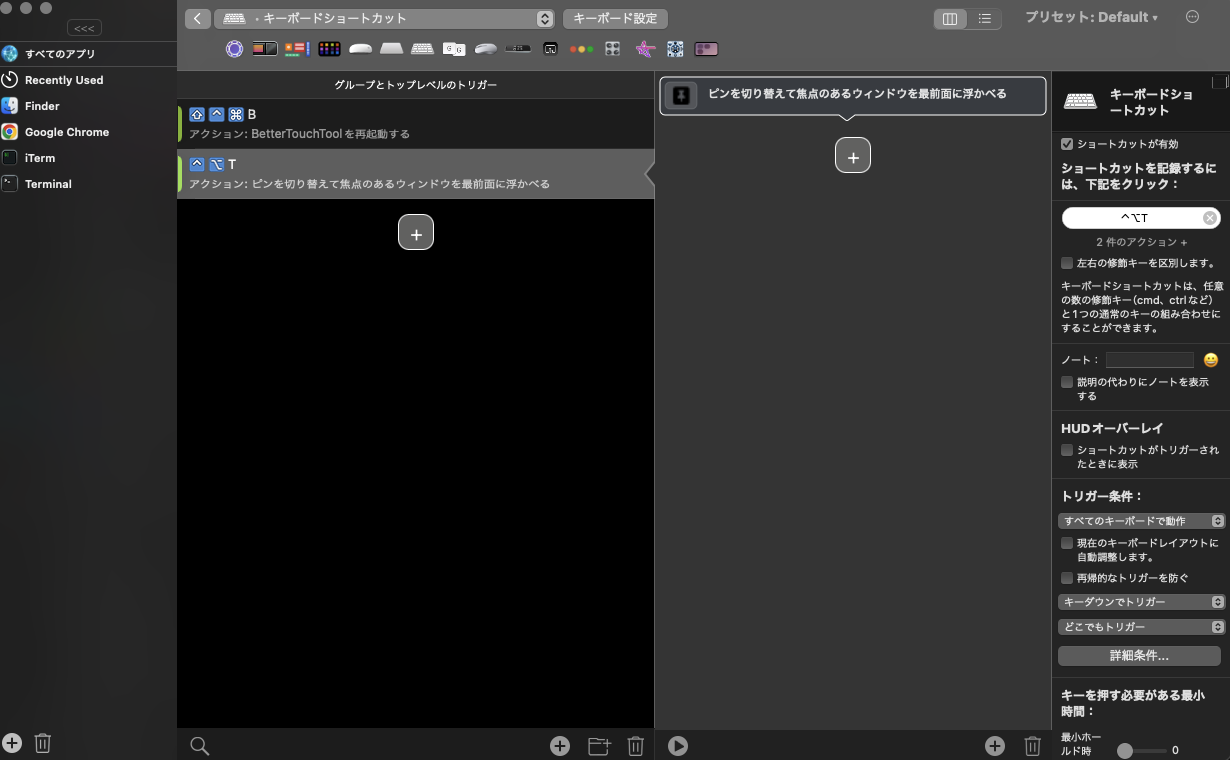 <<<
・キーボードショートカット
キーボード設定
プリセット: Default ▾
すべてのアプリ
Recently Used
Finder
Google Chrome
iTerm
Terminal
グループとトップレベルのトリガー
⇧ ^ ⌘ B
アクション: BetterTouchToolを再起動する
^ ⌥ T
アクション: ピンを切り替えて焦点のあるウィンドウを最前面に浮かべる
+
ピンを切り替えて焦点のあるウィンドウを最前面に浮かべる
+
キーボードショ
ートカット
ショートカットが有効
ショートカットを記録するに
は、下記をクリック：
^⌥T
2 件のアクション +
左右の修飾キーを区別します。
キーボードショートカットは、任意
の数の修飾キー(cmd、ctrlなど)
と1つの通常のキーの組み合わせに
することができます。
ノート：
説明の代わりにノートを表示
する
HUDオーバーレイ
ショートカットがトリガーされ
たときに表示
トリガー条件：
すべてのキーボードで動作
現在のキーボードレイアウトに
自動調整します。
再帰的なトリガーを防ぐ
キーダウンでトリガー
どこでもトリガー
詳細条件...
キーを押す必要がある最小
時間：
最小ホー
ルド時
0